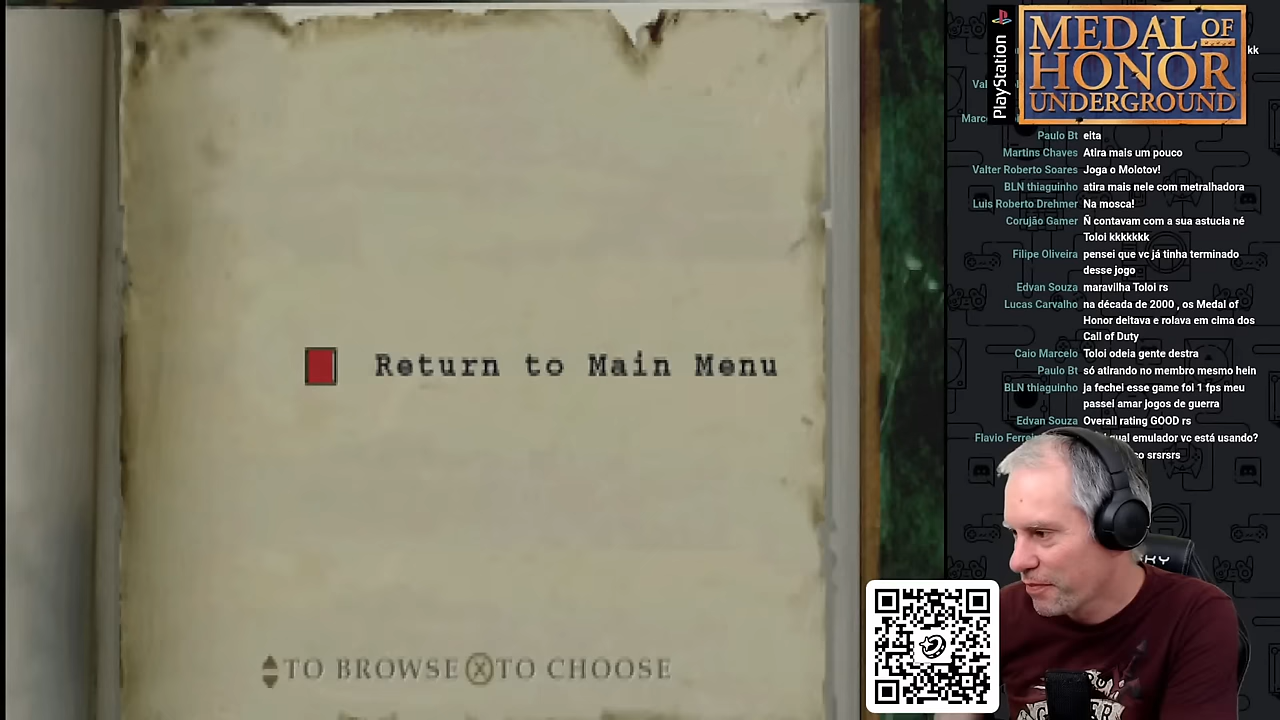 Return to Main Menu
TO BROWSE X TO CHOOSE
PlayStation
MEDAL OF
HONOR
UNDERGROUND
kk
Paulo Bt eita
Martins Chaves Atira mais um pouco
Valter Roberto Soares Joga o Molotov!
BLN thiaguinho atira mais nele com metralhadora
Luis Roberto Drehmer Na mosca!
Corujão Gamer Ñ contavam com a sua astucia né
Toloi kkkkkkk
Filipe Oliveira pensei que vc já tinha terminado
desse jogo
Edvan Souza maravilha Toloi rs
Lucas Carvalho na década de 2000 , os Medal of
Honor deitava e rolava em cima dos
Call of Duty
Caio Marcelo Toloi odeia gente destra
Paulo Bt só atirando no membro mesmo hein
BLN thiaguinho ja fechei esse game foi 1 fps meu
passei amar jogos de guerra
Edvan Souza Overall rating GOOD rs
Flavio qual emulador vc está usando?
srsrsrs